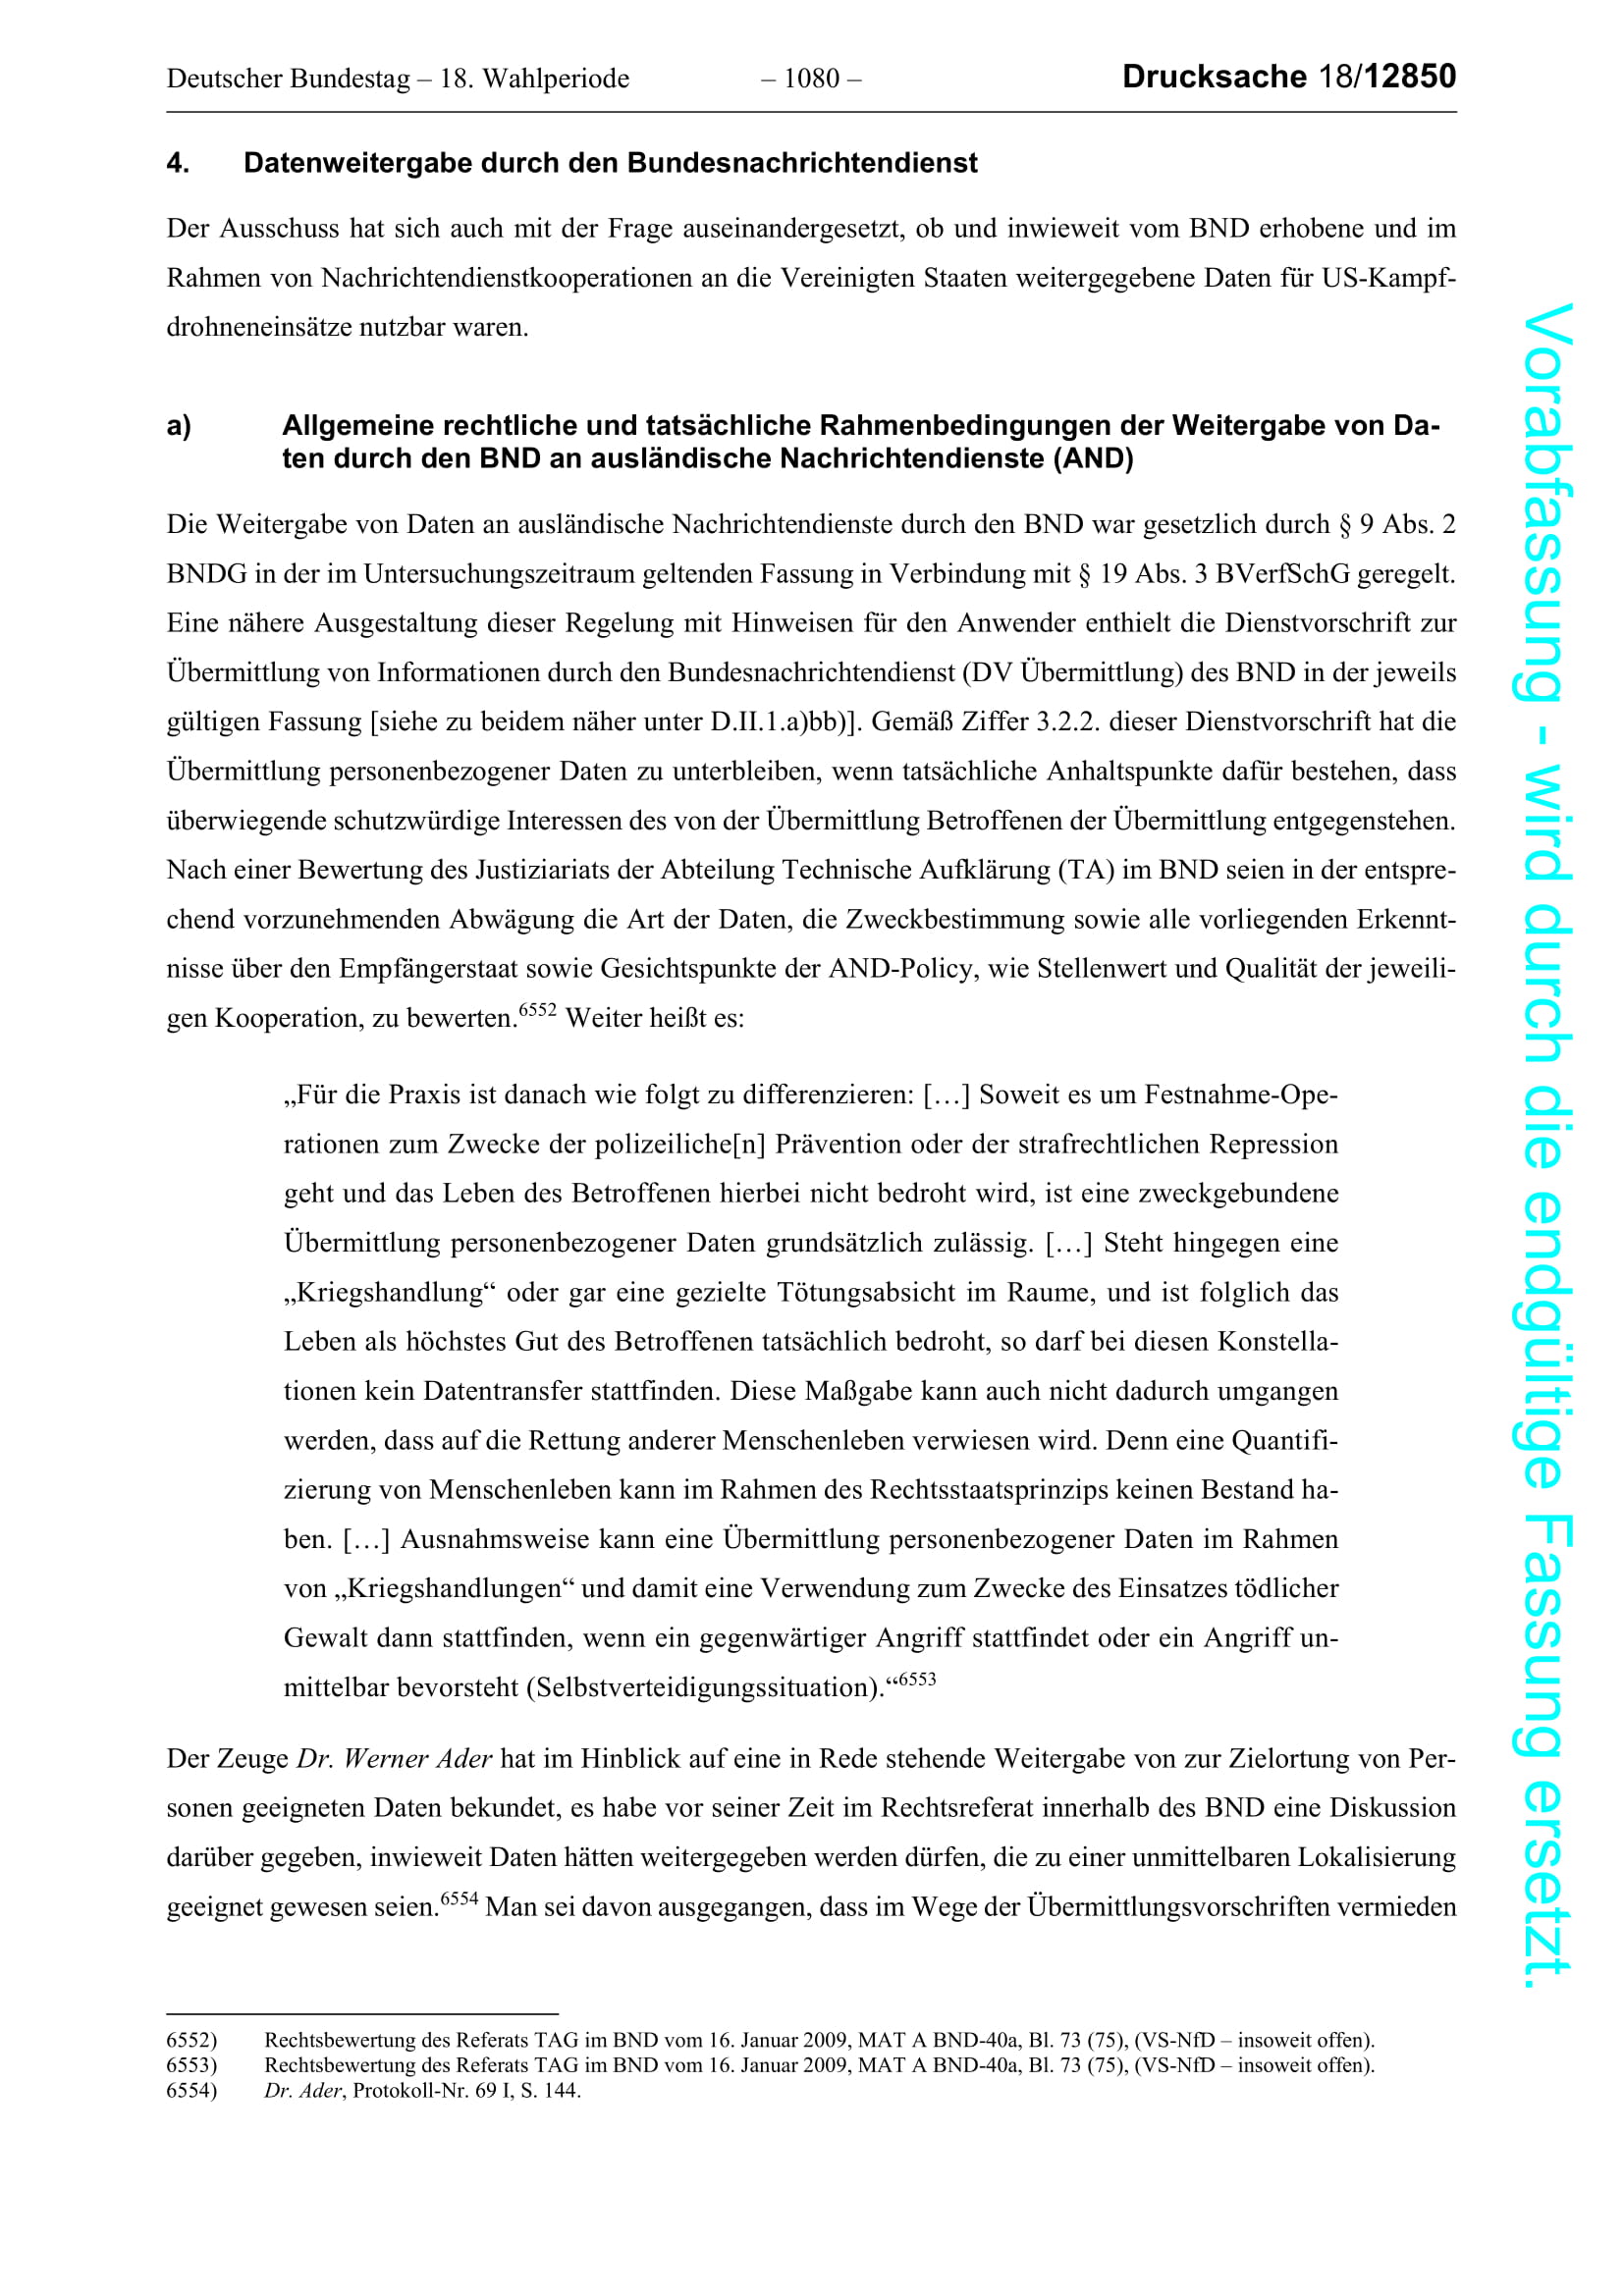 Deutscher Bundestag – 18. Wahlperiode – 1080 – Drucksache 18/12850
4. Datenweitergabe durch den Bundesnachrichtendienst
Der Ausschuss hat sich auch mit der Frage auseinandergesetzt, ob und inwieweit vom BND erhobene und im
Rahmen von Nachrichtendienstkooperationen an die Vereinigten Staaten weitergegebene Daten für US-Kampf-
drohneneinsätze nutzbar waren.
a) Allgemeine rechtliche und tatsächliche Rahmenbedingungen der Weitergabe von Da-
ten durch den BND an ausländische Nachrichtendienste (AND)
Die Weitergabe von Daten an ausländische Nachrichtendienste durch den BND war gesetzlich durch § 9 Abs. 2
BNDG in der im Untersuchungszeitraum geltenden Fassung in Verbindung mit § 19 Abs. 3 BVerfSchG geregelt.
Eine nähere Ausgestaltung dieser Regelung mit Hinweisen für den Anwender enthielt die Dienstvorschrift zur
Übermittlung von Informationen durch den Bundesnachrichtendienst (DV Übermittlung) des BND in der jeweils
gültigen Fassung [siehe zu beidem näher unter D.II.1.a)bb)]. Gemäß Ziffer 3.2.2. dieser Dienstvorschrift hat die
Übermittlung personenbezogener Daten zu unterbleiben, wenn tatsächliche Anhaltspunkte dafür bestehen, dass
überwiegende schutzwürdige Interessen des von der Übermittlung Betroffenen der Übermittlung entgegenstehen.
Nach einer Bewertung des Justiziariats der Abteilung Technische Aufklärung (TA) im BND seien in der entspre-
chend vorzunehmenden Abwägung die Art der Daten, die Zweckbestimmung sowie alle vorliegenden Erkennt-
nisse über den Empfängerstaat sowie Gesichtspunkte der AND-Policy, wie Stellenwert und Qualität der jeweili-
gen Kooperation, zu bewerten.6552 Weiter heißt es:
„Für die Praxis ist danach wie folgt zu differenzieren: […] Soweit es um Festnahme-Ope-
rationen zum Zwecke der polizeiliche[n] Prävention oder der strafrechtlichen Repression
geht und das Leben des Betroffenen hierbei nicht bedroht wird, ist eine zweckgebundene
Übermittlung personenbezogener Daten grundsätzlich zulässig. […] Steht hingegen eine
„Kriegshandlung“ oder gar eine gezielte Tötungsabsicht im Raume, und ist folglich das
Leben als höchstes Gut des Betroffenen tatsächlich bedroht, so darf bei diesen Konstella-
tionen kein Datentransfer stattfinden. Diese Maßgabe kann auch nicht dadurch umgangen
werden, dass auf die Rettung anderer Menschenleben verwiesen wird. Denn eine Quantifi-
zierung von Menschenleben kann im Rahmen des Rechtsstaatsprinzips keinen Bestand ha-
ben. […] Ausnahmsweise kann eine Übermittlung personenbezogener Daten im Rahmen
von „Kriegshandlungen“ und damit eine Verwendung zum Zwecke des Einsatzes tödlicher
Gewalt dann stattfinden, wenn ein gegenwärtiger Angriff stattfindet oder ein Angriff un-
mittelbar bevorsteht (Selbstverteidigungssituation).“6553
Der Zeuge Dr. Werner Ader hat im Hinblick auf eine in Rede stehende Weitergabe von zur Zielortung von Per-
sonen geeigneten Daten bekundet, es habe vor seiner Zeit im Rechtsreferat innerhalb des BND eine Diskussion
darüber gegeben, inwieweit Daten hätten weitergegeben werden dürfen, die zu einer unmittelbaren Lokalisierung
geeignet gewesen seien.6554 Man sei davon ausgegangen, dass im Wege der Übermittlungsvorschriften vermieden
6552) Rechtsbewertung des Referats TAG im BND vom 16. Januar 2009, MAT A BND-40a, Bl. 73 (75), (VS-NfD – insoweit offen).
6553) Rechtsbewertung des Referats TAG im BND vom 16. Januar 2009, MAT A BND-40a, Bl. 73 (75), (VS-NfD – insoweit offen).
6554) Dr. Ader, Protokoll-Nr. 69 I, S. 144.
Vorabfassung - wird durch die endgültige Fassung ersetzt.